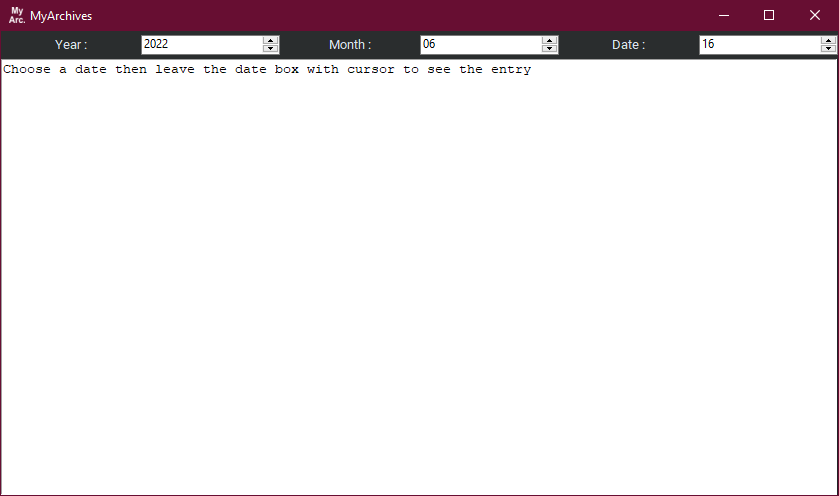 My
Arc. MyArchives
Year : 2022 Month : 06 Date : 16
Choose a date then leave the date box with cursor to see the entry